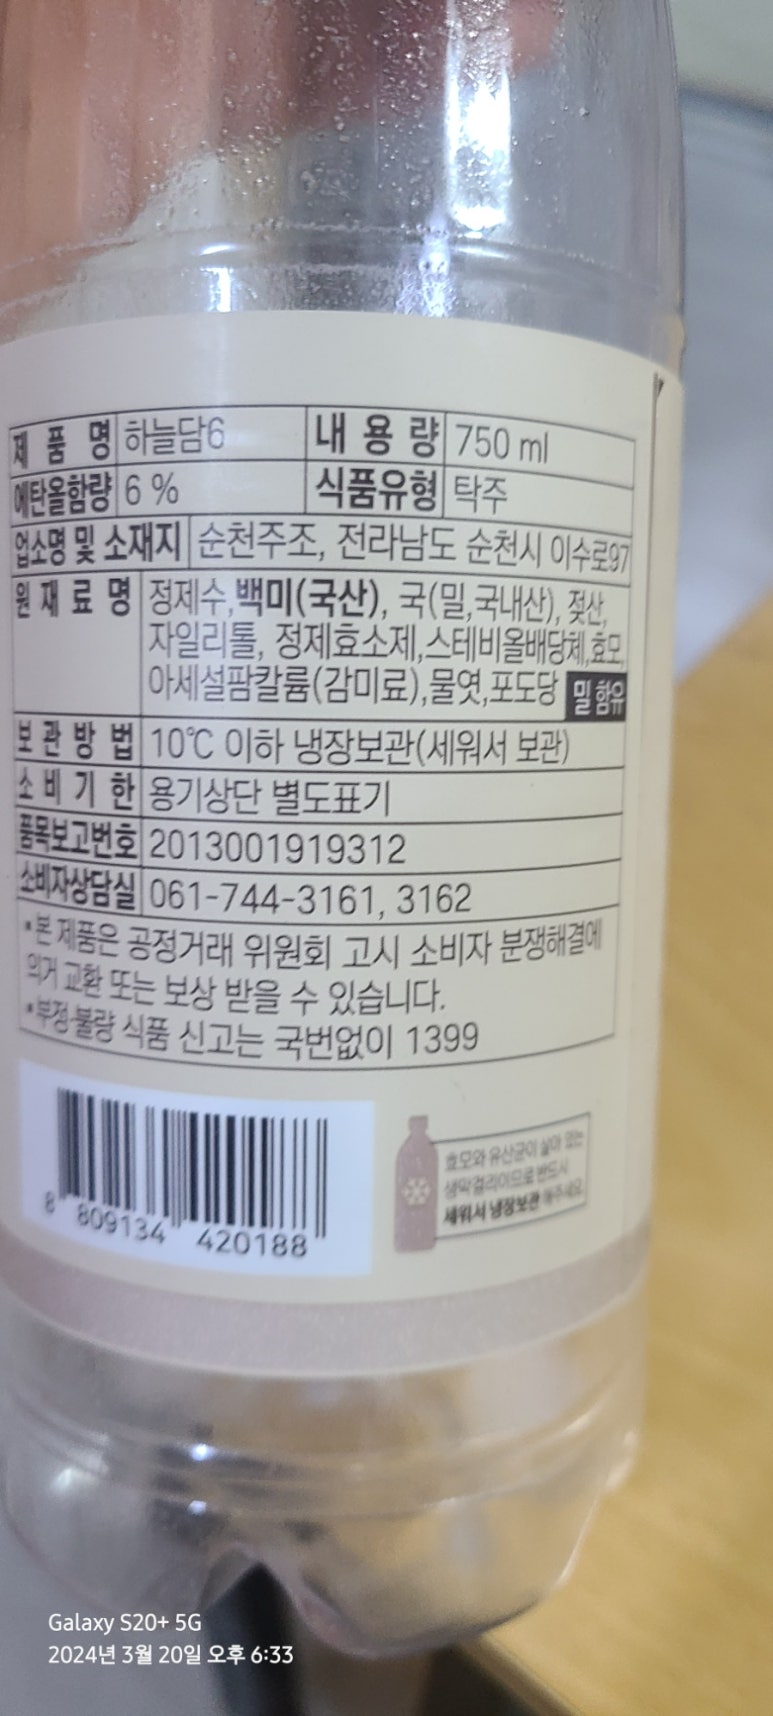 제 품 명 하늘담6 내 용 량 750 ml
에탄올함량 6 % 식품유형 탁주
업소명 및 소재지 순천주조, 전라남도 순천시 이수로97
원 재 료 명 정제수,백미(국산), 국(밀,국내산), 젖산,
자일리톨, 정제효소제,스테비올배당체,효모,
아세설팜칼륨(감미료),물엿,포도당 밀 함유
보 관 방 법 10℃ 이하 냉장보관(세워서 보관)
소 비 기 한 용기상단 별도표기
품목보고번호 2013001919312
소비자상담실 061-744-3161, 3162
*본 제품은 공정거래 위원회 고시 소비자 분쟁해결에
의거 교환 또는 보상 받을 수 있습니다.
*부정·불량 식품 신고는 국번없이 1399
효모와 유산균이 살아 있는
생막걸리이므로 반드시
세워서 냉장보관 해주세요
8 809134 420188
Galaxy S20+ 5G
2024년 3월 20일 오후 6:33